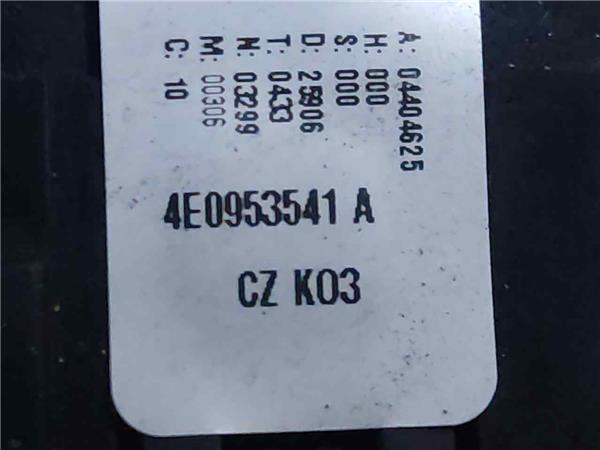 A: 04404625
H: 000
S: 000
D: 25906
T: 0433
N: 03299
M: 00306
C: 10
4E0953541 A
CZ K03